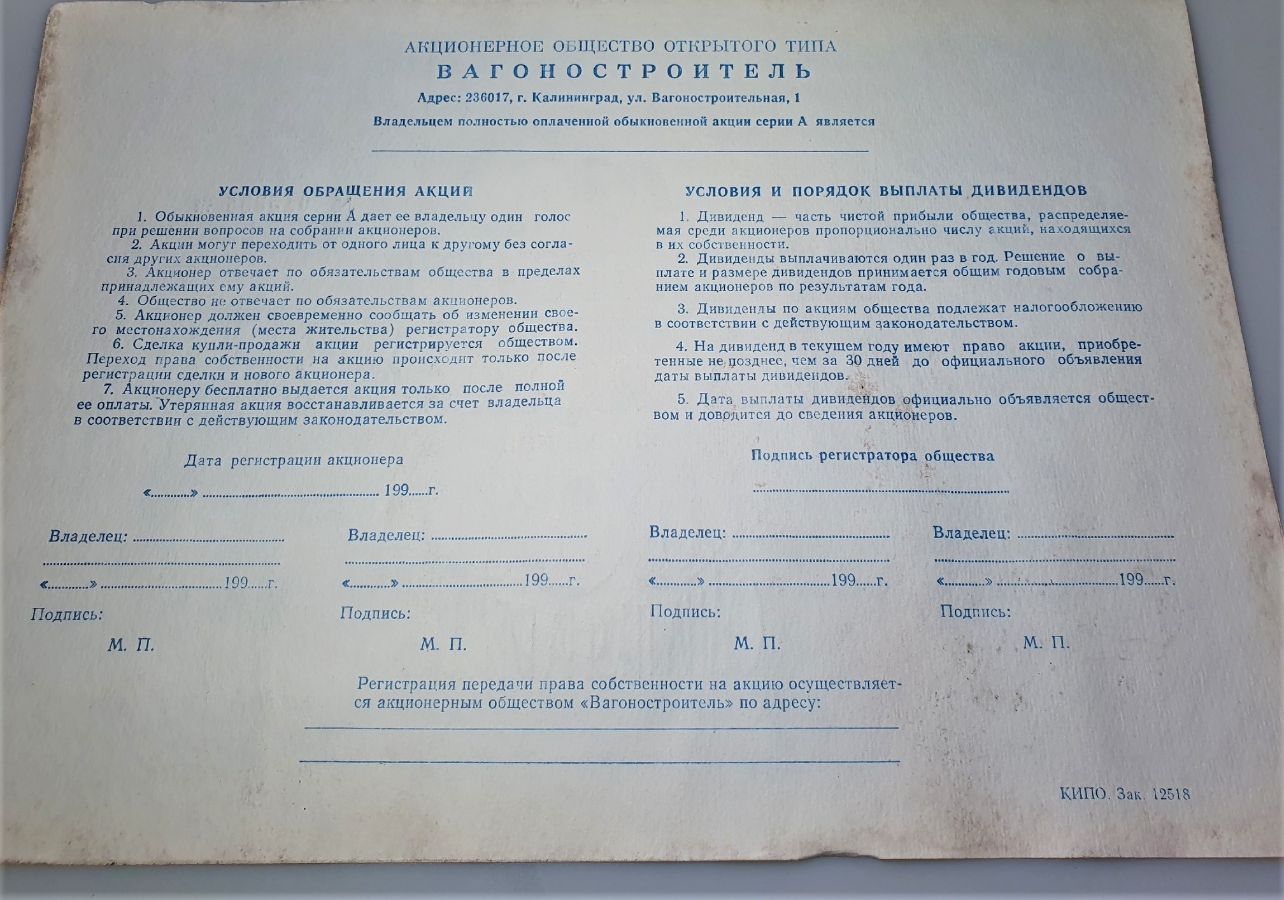 АКЦИОНЕРНОЕ ОБЩЕСТВО ОТКРЫТОГО ТИПА
ВАГОНОСТРОИТЕЛЬ
Адрес: 236017, г. Калининград, ул. Вагоностроительная, 1
Владельцем полностью оплаченной обыкновенной акции серии А является
УСЛОВИЯ ОБРАЩЕНИЯ АКЦИЙ
1. Обыкновенная акция серии А дает ее владельцу один голос
при решении вопросов на собрании акционеров.
2. Акции могут переходить от одного лица к другому без согла-
сия других акционеров.
3. Акционер отвечает по обязательствам общества в пределах
принадлежащих ему акций.
4. Общество не отвечает по обязательствам акционеров.
5. Акционер должен своевременно сообщать об изменении свое-
го местонахождения (места жительства) регистратору общества.
6. Сделка купли-продажи акции регистрируется обществом.
Переход права собственности на акцию происходит только после
регистрации сделки и нового акционера.
7. Акционеру бесплатно выдается акция только после полной
ее оплаты. Утерянная акция восстанавливается за счет владельца
в соответствии с действующим законодательством.
УСЛОВИЯ И ПОРЯДОК ВЫПЛАТЫ ДИВИДЕНДОВ
1. Дивиденд — часть чистой прибыли общества, распределяе-
мая среди акционеров пропорционально числу акций, находящихся
в их собственности.
2. Дивиденды выплачиваются один раз в год. Решение о вы-
плате и размере дивидендов принимается общим годовым собра-
нием акционеров по результатам года.
3. Дивиденды по акциям общества подлежат налогообложению
в соответствии с действующим законодательством.
4. На дивиденд в текущем году имеют право акции, приобре-
тенные не позднес, чем за 30 дней до официального объявления
даты выплаты дивидендов.
5. Дата выплаты дивидендов официально объявляется общест-
вом и доводится до сведения акционеров.
Дата регистрации акционера
«...........» ............................................ 199......г.
Подпись регистратора общества
Владелец: ...................................... Владелец: ...................................... Владелец: ...................................... Владелец: ......................................
«...........» ..............................199.....г. «...........» ..............................199.....г. «...........» ..............................199.....г. «...........» ..............................199.....г.
Подпись: Подпись: Подпись: Подпись:
М. П. М. П. М. П. М. П.
Регистрация передачи права собственности на акцию осуществляет-
ся акционерным обществом «Вагоностроитель» по адресу:
КИПО. Зак. 12518